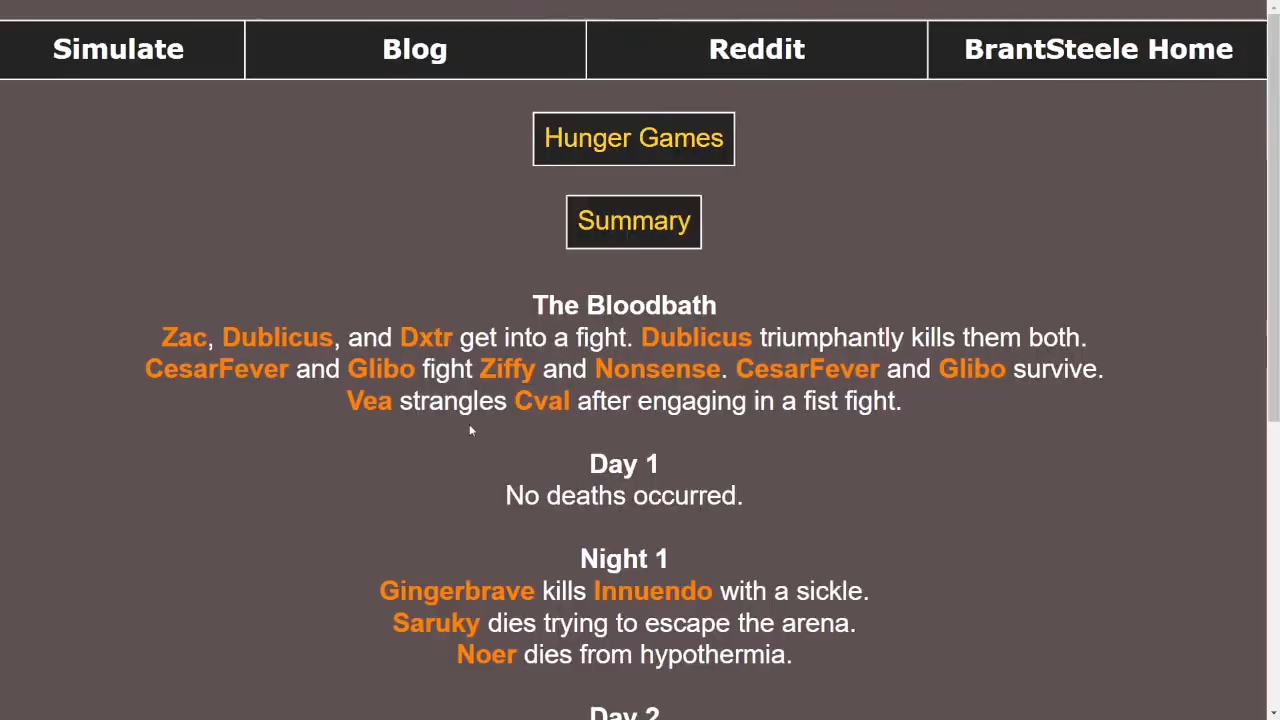 Simulate Blog Reddit BrantSteele Home
Hunger Games
Summary
The Bloodbath
Zac, Dublicus, and Dxtr get into a fight. Dublicus triumphantly kills them both.
CesarFever and Glibo fight Ziffy and Nonsense. CesarFever and Glibo survive.
Vea strangles Cval after engaging in a fist fight.
Day 1
No deaths occurred.
Night 1
Gingerbrave kills Innuendo with a sickle.
Saruky dies trying to escape the arena.
Noer dies from hypothermia.
Day 2